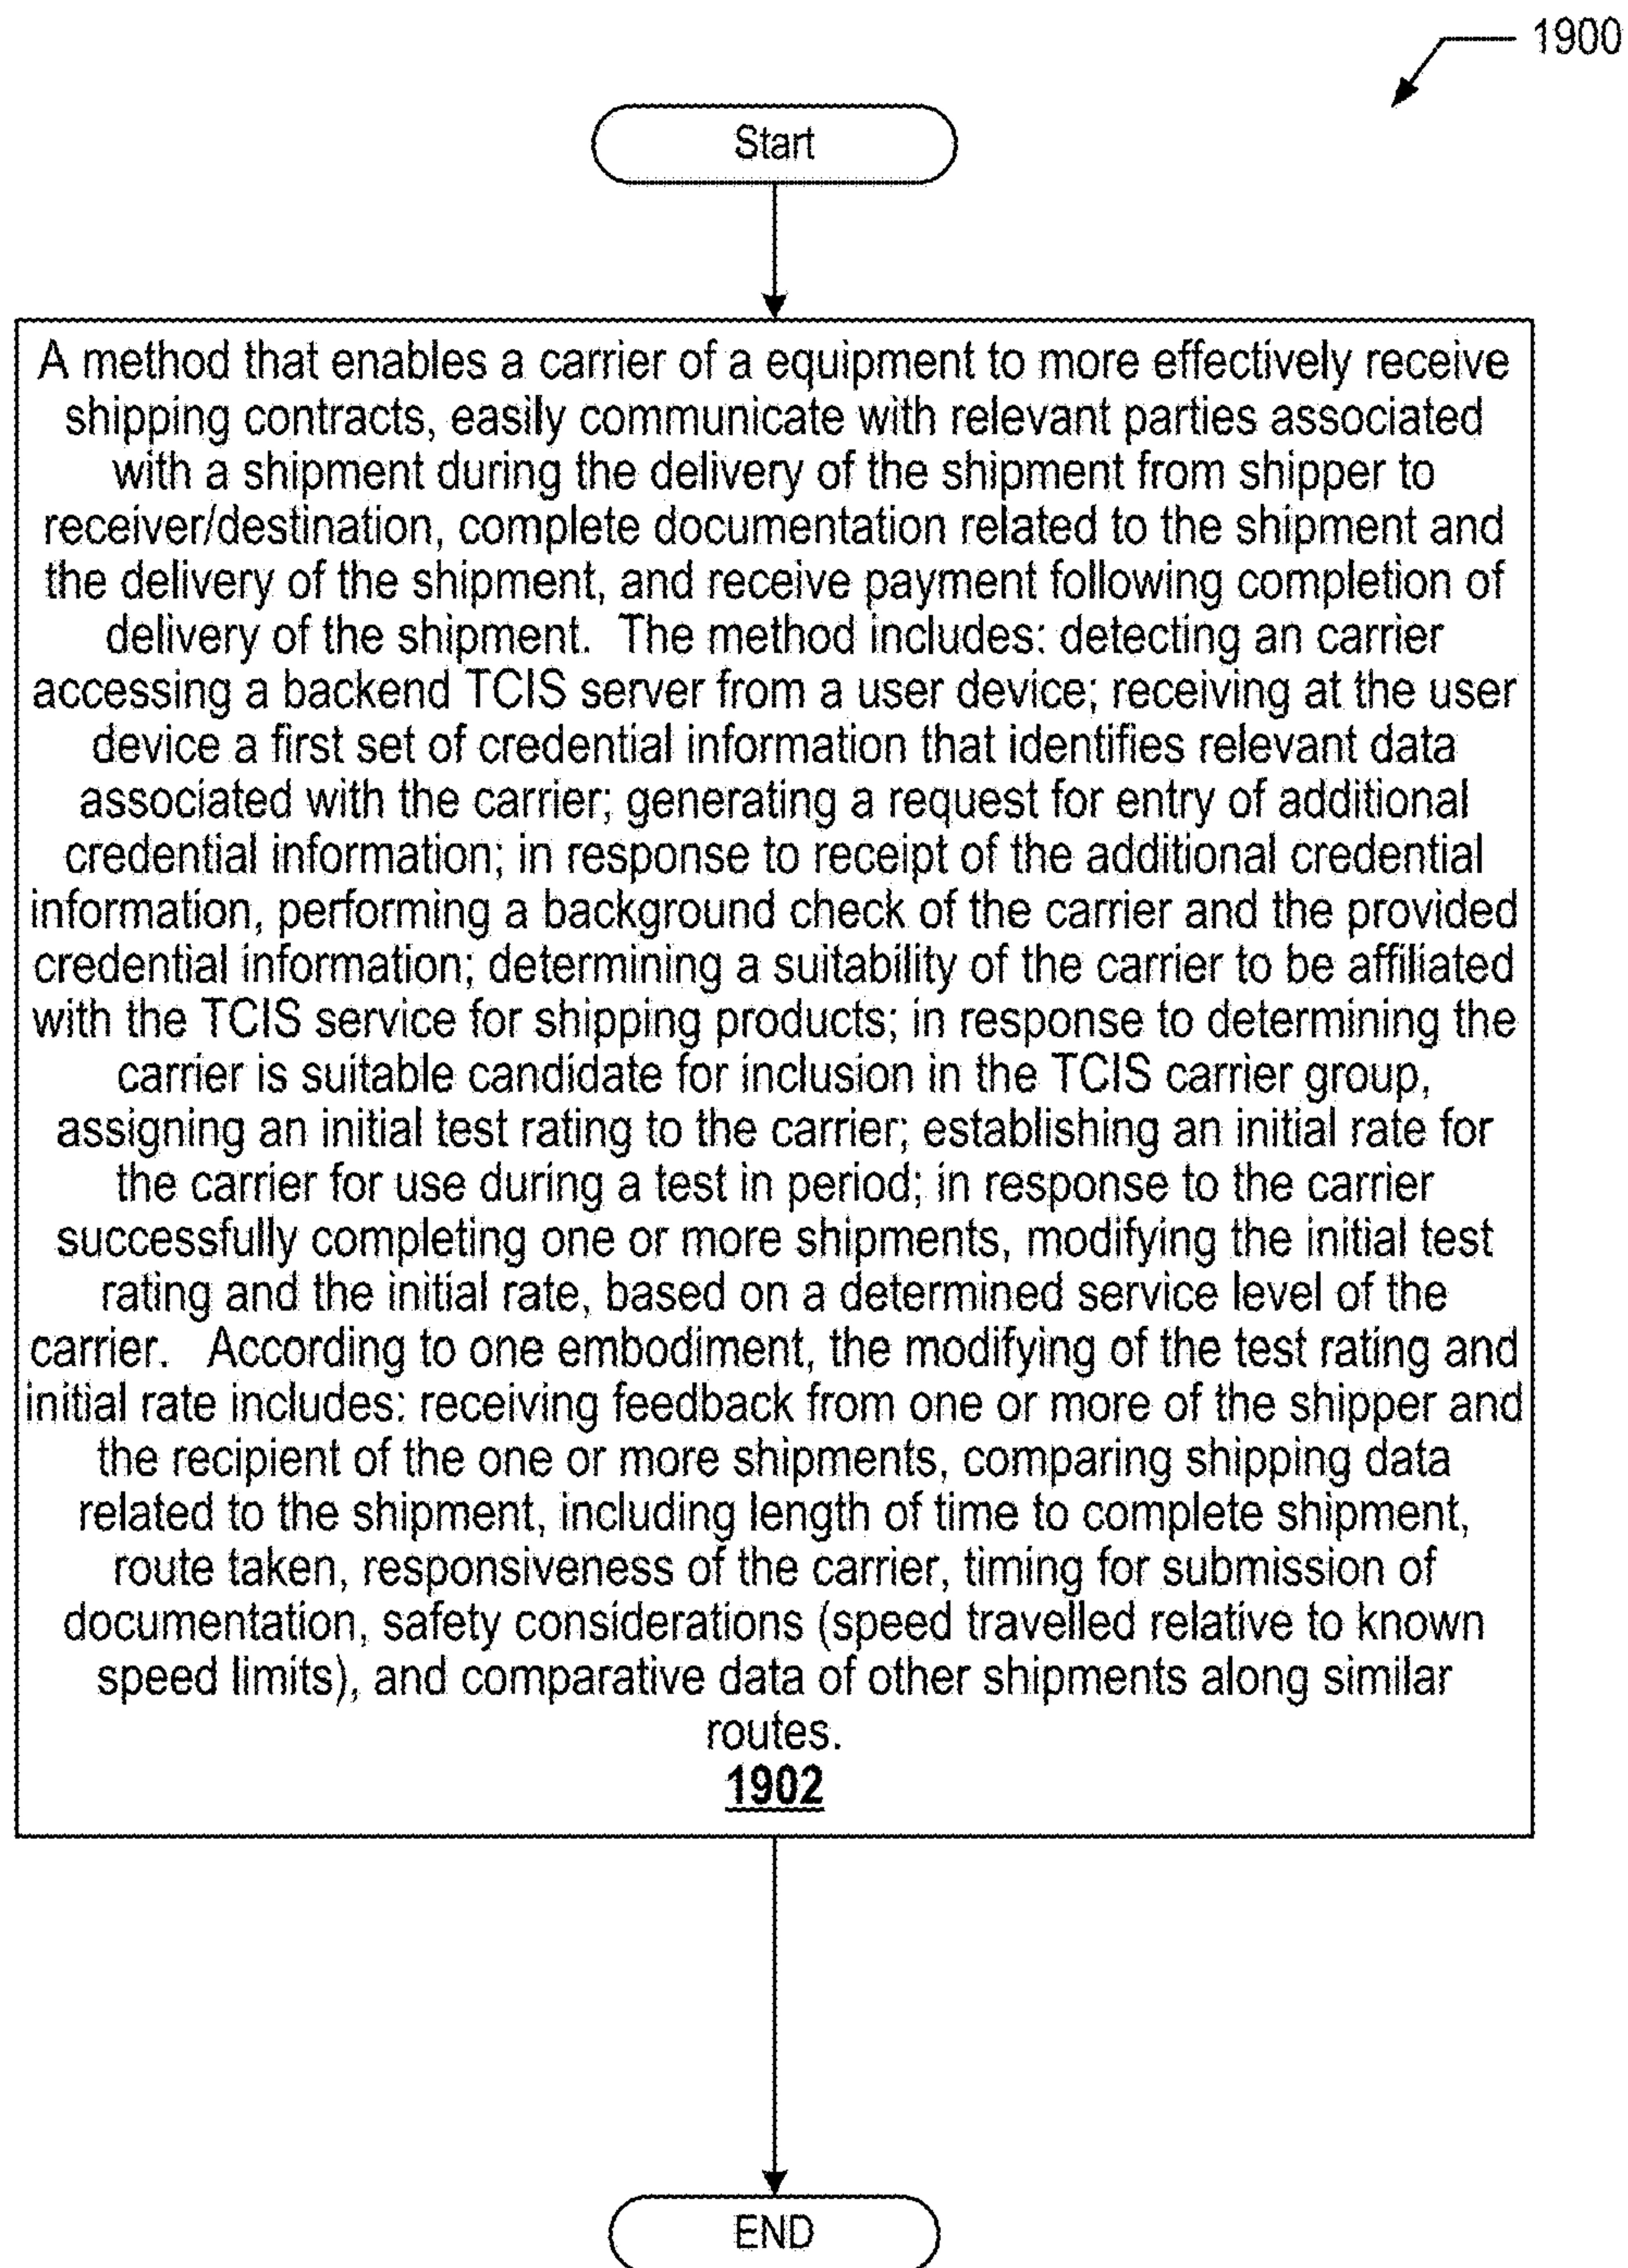 1900
Start
A method that enables a carrier of a equipment to more effectively receive
shipping contracts, easily communicate with relevant parties associated
with a shipment during the delivery of the shipment from shipper to
receiver/destination, complete documentation related to the shipment and
the delivery of the shipment, and receive payment following completion of
delivery of the shipment.  The method includes: detecting an carrier
accessing a backend TCIS server from a user device; receiving at the user
device a first set of credential information that identifies relevant data
associated with the carrier; generating a request for entry of additional
credential information; in response to receipt of the additional credential
information, performing a background check of the carrier and the provided
credential information; determining a suitability of the carrier to be affiliated
with the TCIS service for shipping products; in response to determining the
carrier is suitable candidate for inclusion in the TCIS carrier group,
assigning an initial test rating to the carrier; establishing an initial rate for
the carrier for use during a test in period; in response to the carrier
successfully completing one or more shipments, modifying the initial test
rating and the initial rate, based on a determined service level of the
carrier.   According to one embodiment, the modifying of the test rating and
initial rate includes: receiving feedback from one or more of the shipper and
the recipient of the one or more shipments, comparing shipping data
related to the shipment, including length of time to complete shipment,
route taken, responsiveness of the carrier, timing for submission of
documentation, safety considerations (speed travelled relative to known
speed limits), and comparative data of other shipments along similar
routes.
1902
END